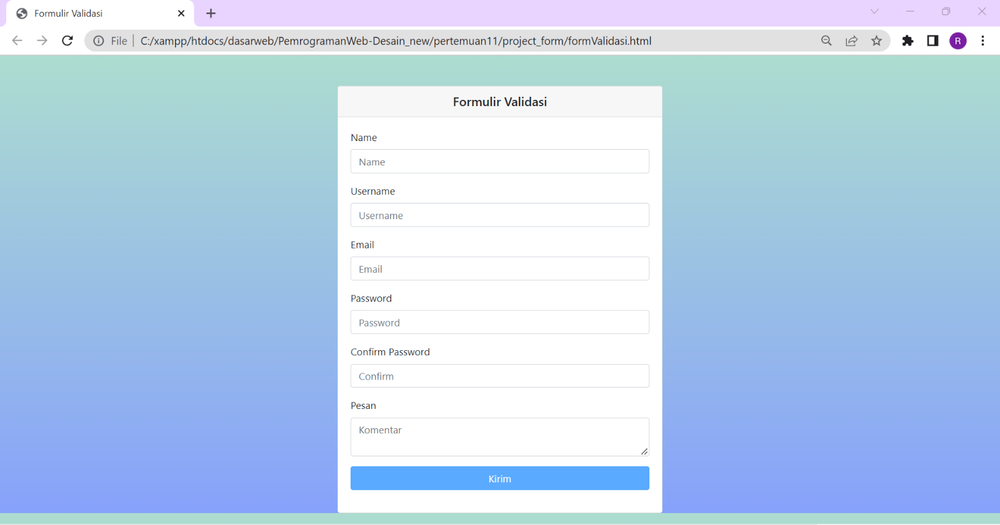 Formulir Validasi
File | C:/xampp/htdocs/dasarweb/PemrogramanWeb-Desain_new/pertemuan11/project_form/formValidasi.html
R
Formulir Validasi
Name
Name
Username
Username
Email
Email
Password
Password
Confirm Password
Confirm
Pesan
Komentar
Kirim